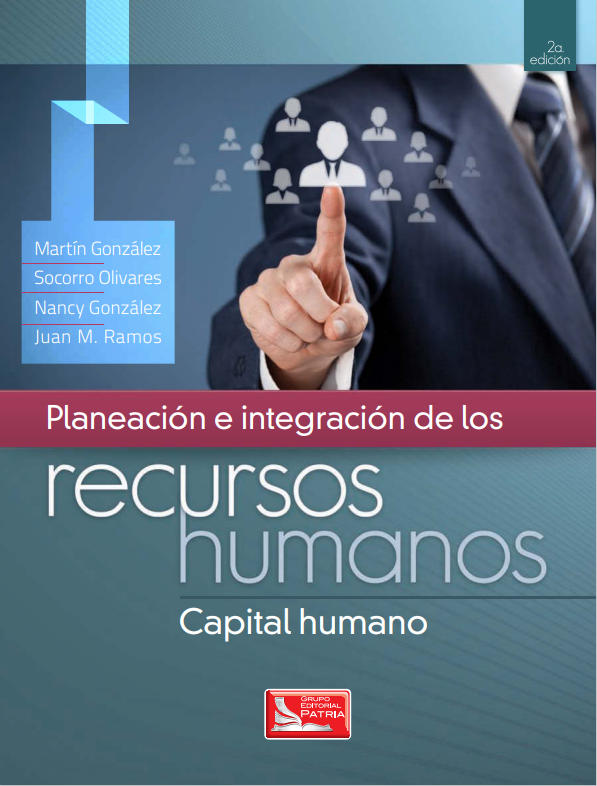 2a.
edición
Martín González
Socorro Olivares
Nancy González
Juan M. Ramos
Planeación e integración de los
recursos
humanos
Capital humano
GRUPO
EDITORIAL
PATRIA